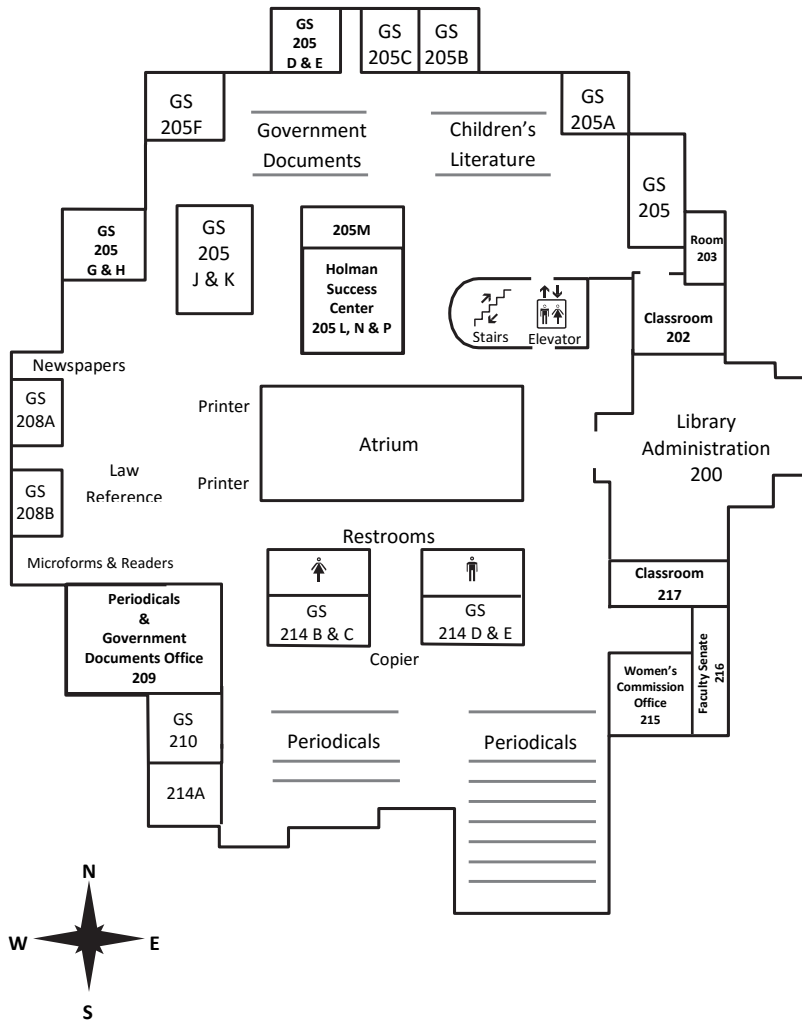 GS
205
D & E
GS
205C
GS
205B
GS
205F
Government
Documents
Children's
Literature
GS
205A
GS
205
GS
205
G & H
GS
205
J & K
205M
Holman
Success
Center
205 L, N & P
Room
203
Stairs
Elevator
Classroom
202
Newspapers
GS
208A
Printer
Atrium
Library
Administration
200
Law
Reference
Printer
GS
208B
Restrooms
Microforms & Readers
GS
214 B & C
GS
214 D & E
Classroom
217
Periodicals
&
Government
Documents Office
209
Copier
Women's
Commission
Office
215
Faculty Senate
216
GS
210
Periodicals
Periodicals
214A
N
W
E
S